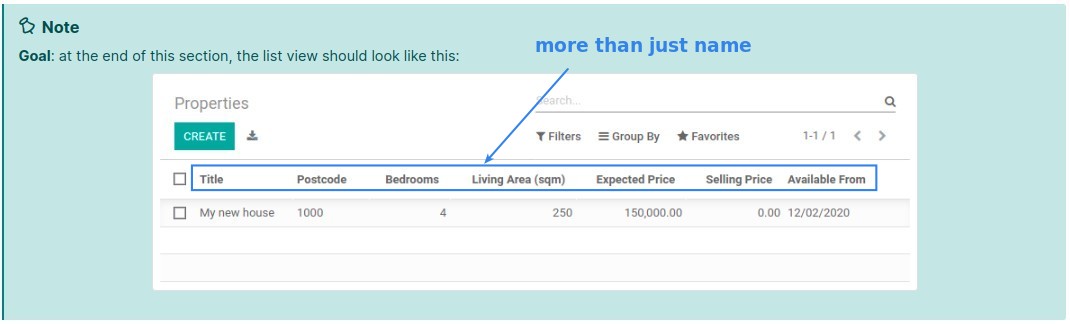 Note
Goal: at the end of this section, the list view should look like this:
more than just name
Properties
Search...
CREATE
Filters Group By Favorites 1-1 / 1
Title Postcode Bedrooms Living Area (sqm) Expected Price Selling Price Available From
My new house 1000 4 250 150,000.00 0.00 12/02/2020